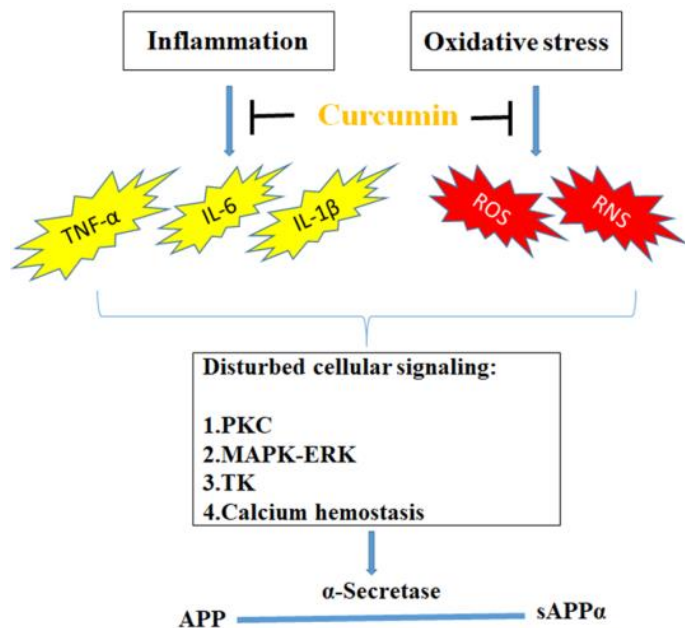 Inflammation
Oxidative stress
Curcumin
TNF-α
IL-6
IL-1β
ROS
RNS
Disturbed cellular signaling:
1.PKC
2.MAPK-ERK
3.TK
4.Calcium hemostasis
α-Secretase
APP
sAPPα